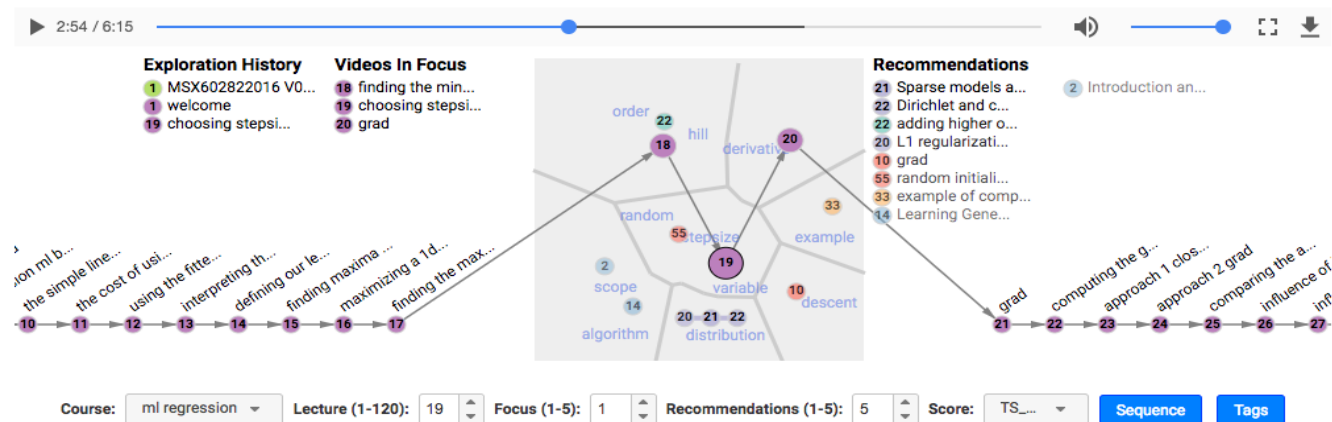 2:54 / 6:15
Exploration History
1 MSX602822016 V0...
1 welcome
19 choosing stepsi...
Videos In Focus
18 finding the min...
19 choosing stepsi...
20 grad
order
22
hill
18
derivativ
20
random
55
stepsize
33
example
19
variable
2
scope
14
algorithm
10
descent
20 21 22
distribution
Recommendations
21 Sparse models a...
22 Dirichlet and c...
22 adding higher o...
20 L1 regularizati...
10 grad
55 random initiali...
33 example of comp...
14 Learning Gene...
2 Introduction an...
ion ml b...
the simple line...
the cost of usi...
using the fitte...
interpreting th...
defining our le...
finding maxima ...
maximizing a 1d...
finding the max...
10 11 12 13 14 15 16 17
grad
computing the g...
approach 1 clos...
approach 2 grad
comparing the a...
influence of
inf
21 22 23 24 25 26 27
Course: ml regression Lecture (1-120): 19 Focus (1-5): 1 Recommendations (1-5): 5 Score: TS_... Sequence Tags